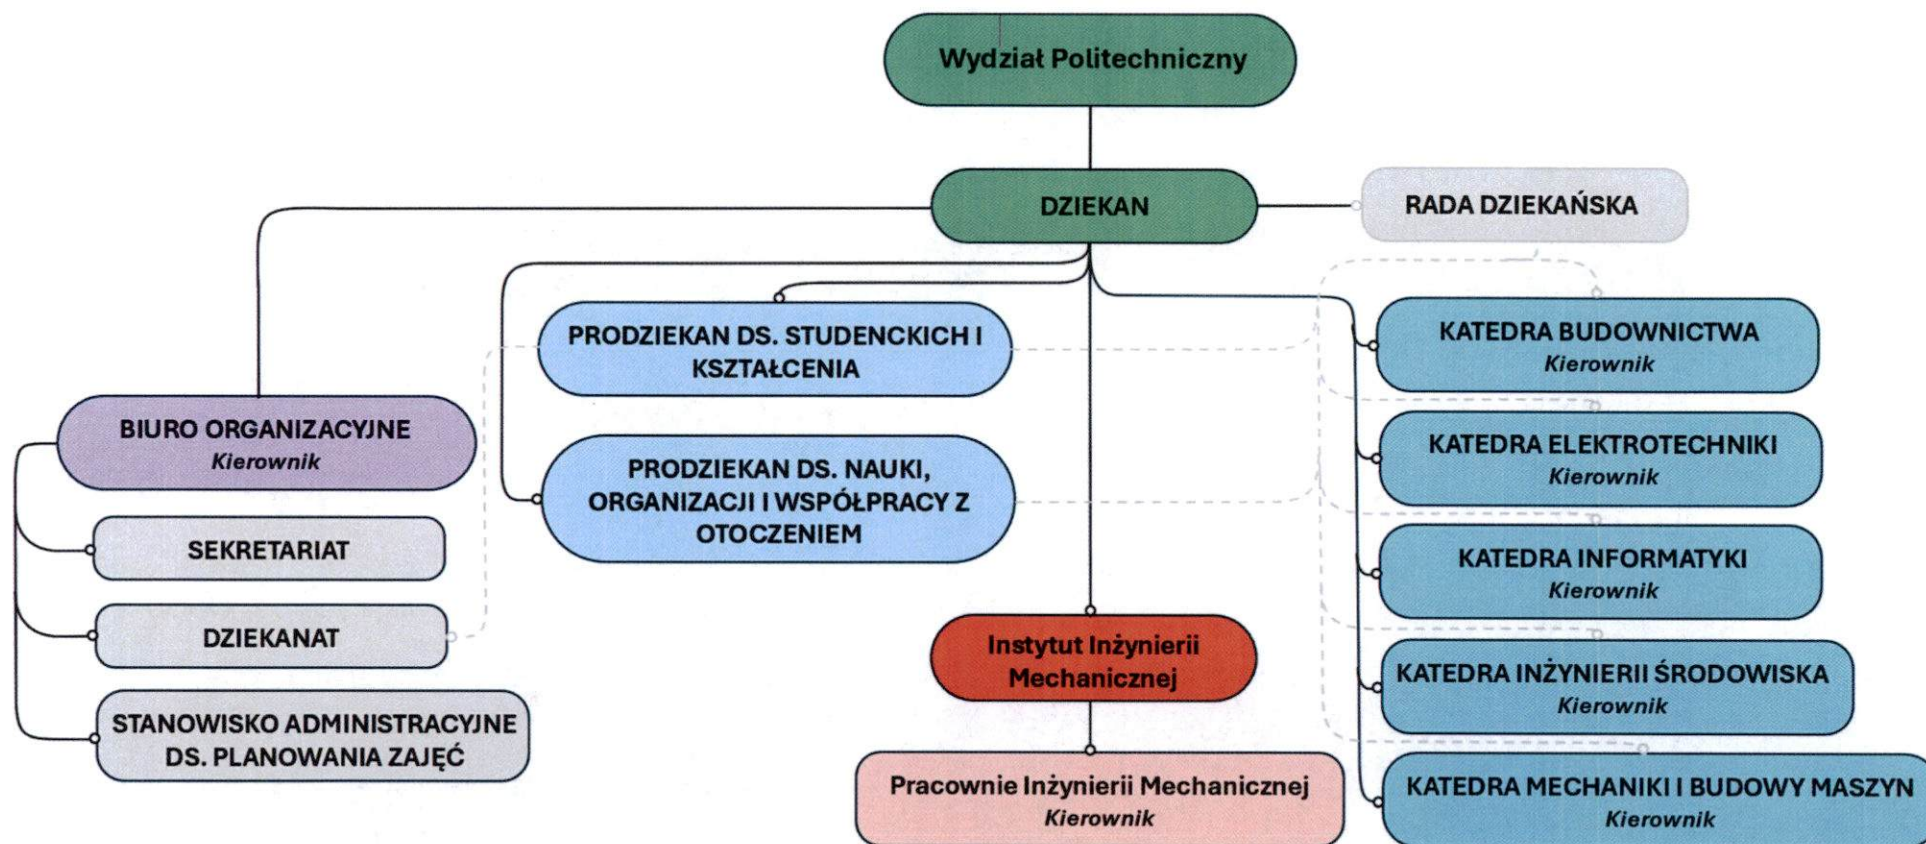 Wydział Politechniczny
DZIEKAN
RADA DZIEKAŃSKA
PRODZIEKAN DS. STUDENCKICH I
KSZTAŁCENIA
PRODZIEKAN DS. NAUKI,
ORGANIZACJI I WSPÓŁPRACY Z
OTOCZENIEM
BIURO ORGANIZACYJNE
Kierownik
SEKRETARIAT
DZIEKANAT
STANOWISKO ADMINISTRACYJNE
DS. PLANOWANIA ZAJĘĆ
Instytut Inżynierii
Mechanicznej
Pracownie Inżynierii Mechanicznej
Kierownik
KATEDRA BUDOWNICTWA
Kierownik
KATEDRA ELEKTROTECHNIKI
Kierownik
KATEDRA INFORMATYKI
Kierownik
KATEDRA INŻYNIERII ŚRODOWISKA
Kierownik
KATEDRA MECHANIKI I BUDOWY MASZYN
Kierownik